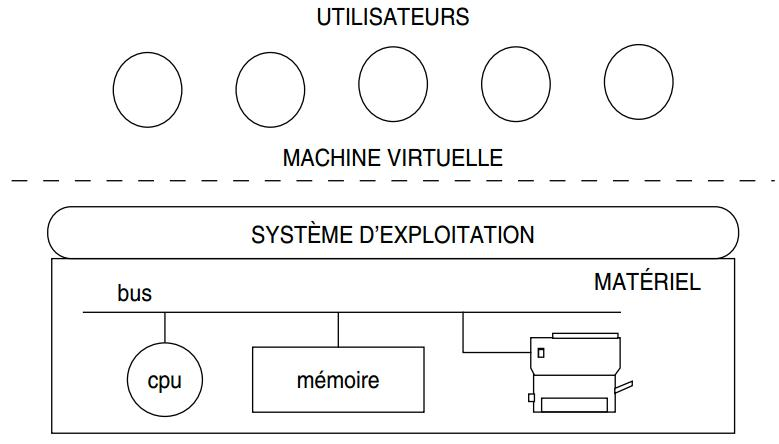 UTILISATEURS
MACHINE VIRTUELLE
SYSTÈME D'EXPLOITATION
MATÉRIEL
bus
cpu
mémoire